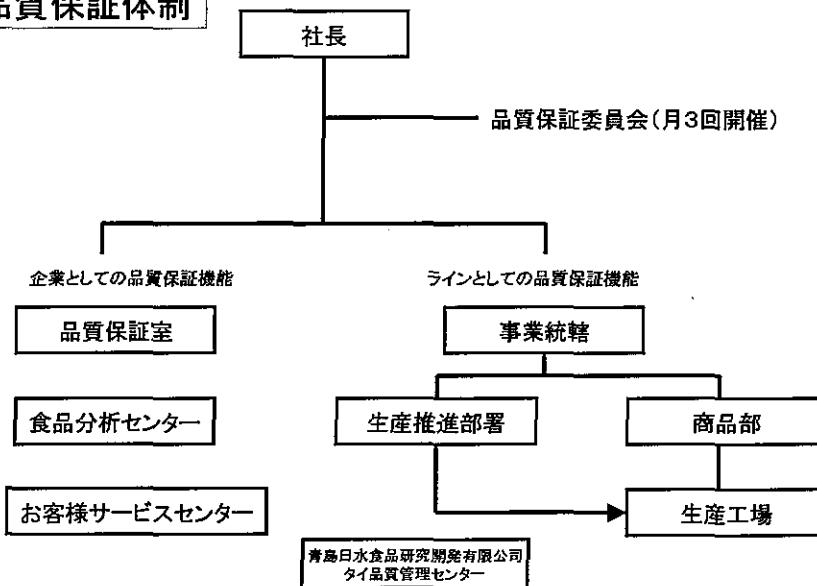 品質保証体制
社長
品質保証委員会(月3回開催)
企業としての品質保証機能
ラインとしての品質保証機能
品質保証室
事業統轄
食品分析センター
生産推進部署
商品部
お客様サービスセンター
生産工場
青島日水食品研究開発有限公司
タイ品質管理センター